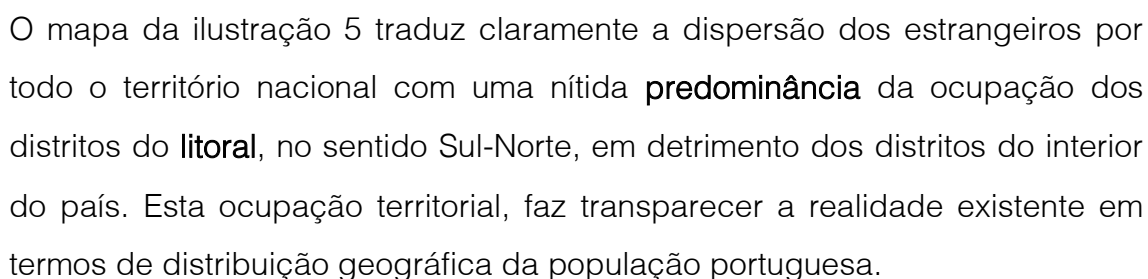 O mapa da ilustração 5 traduz claramente a dispersão dos estrangeiros por
todo o território nacional com uma nítida predominância da ocupação dos
distritos do litoral, no sentido Sul-Norte, em detrimento dos distritos do interior
do país. Esta ocupação territorial, faz transparecer a realidade existente em
termos de distribuição geográfica da população portuguesa.